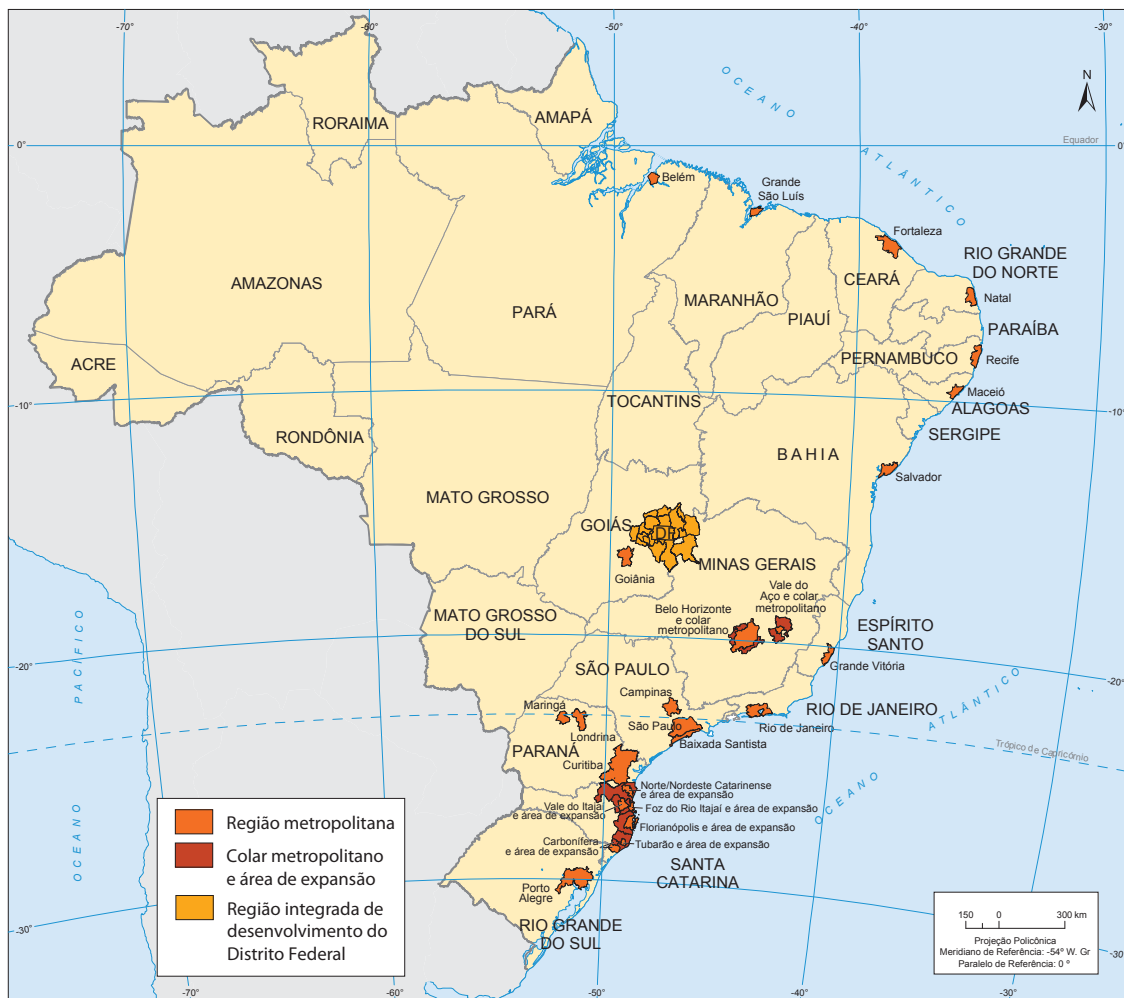 -70°
-60°
-50°
-40°
-30°
OCEANO
ATLÂNTICO
N
Equador
0°
0°
RORAIMA
AMAPÁ
Belém
Grande
São Luís
Fortaleza
RIO GRANDE
DO NORTE
CEARÁ
AMAZONAS
PARÁ
MARANHÃO
PIAUÍ
Natal
PARAÍBA
PERNAMBUCO
Recife
ACRE
Maceió
ALAGOAS
TOCANTINS
-10°
-10°
SERGIPE
RONDÔNIA
BAHIA
Salvador
MATO GROSSO
GOIÁS
DF
Goiânia
MINAS GERAIS
Vale do
Aço e colar
metropolitano
Belo Horizonte
e colar
metropolitano
MATO GROSSO
DO SUL
ESPÍRITO
SANTO
Grande Vitória
-20°
-20°
SÃO PAULO
Campinas
Maringá
Londrina
São Paulo
Baixada Santista
RIO DE JANEIRO
Rio de Janeiro
OCEANO
PACÍFICO
OCEANO
ATLÂNTICO
Trópico de Capricórnio
PARANÁ
Curitiba
Norte/Nordeste Catarinense
e área de expansão
Vale do Itajaí
e área de expansão
Foz do Rio Itajaí e área de expansão
Florianópolis e área de expansão
Carbonífera
e área de expansão
Tubarão e área de expansão
SANTA
CATARINA
Porto
Alegre
RIO GRANDE
DO SUL
Região metropolitana
Colar metropolitano
e área de expansão
Região integrada de
desenvolvimento do
Distrito Federal
150 0 300 km
Projeção Policônica
Meridiano de Referência: -54º W. Gr
Paralelo de Referência: 0 º
-30°
-30°
-70°
-60°
-50°
-40°